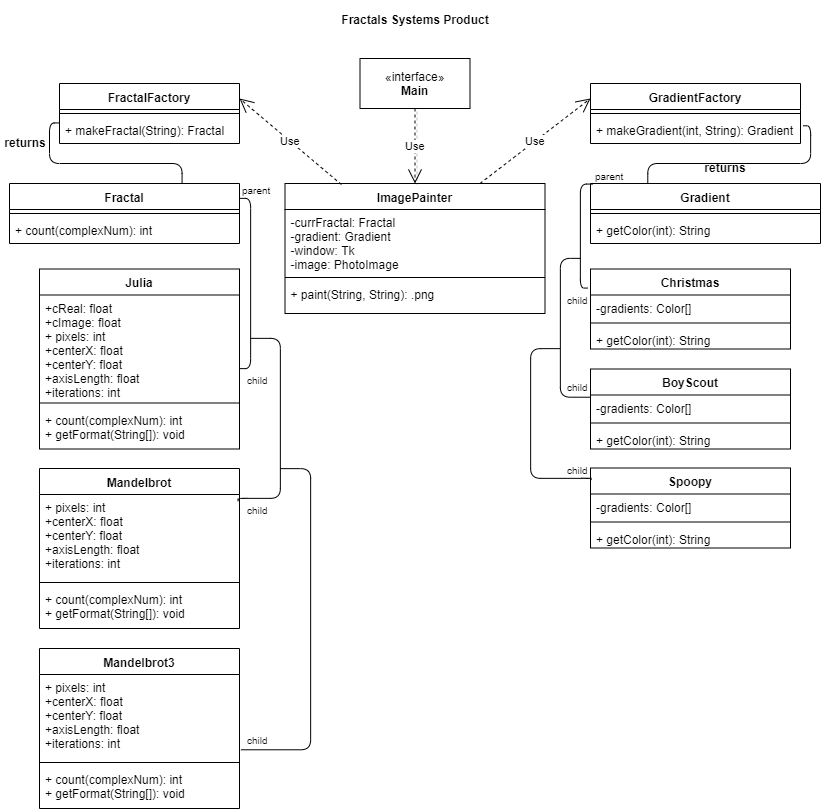 Fractals Systems Product
«interface»
Main
FractalFactory
+ makeFractal(String): Fractal
GradientFactory
+ makeGradient(int, String): Gradient
Use
Use
Use
returns
returns
Fractal
+ count(complexNum): int
parent
ImagePainter
-currFractal: Fractal
-gradient: Gradient
-window: Tk
-image: PhotoImage
+ paint(String, String): .png
parent
Gradient
+ getColor(int): String
Julia
+cReal: float
+cImage: float
+ pixels: int
+centerX: float
+centerY: float
+axisLength: float
+iterations: int
+ count(complexNum): int
+ getFormat(String[]): void
child
Christmas
-gradients: Color[]
+ getColor(int): String
child
BoyScout
-gradients: Color[]
+ getColor(int): String
child
Spoopy
-gradients: Color[]
+ getColor(int): String
child
Mandelbrot
+ pixels: int
+centerX: float
+centerY: float
+axisLength: float
+iterations: int
+ count(complexNum): int
+ getFormat(String[]): void
child
Mandelbrot3
+ pixels: int
+centerX: float
+centerY: float
+axisLength: float
+iterations: int
+ count(complexNum): int
+ getFormat(String[]): void
child